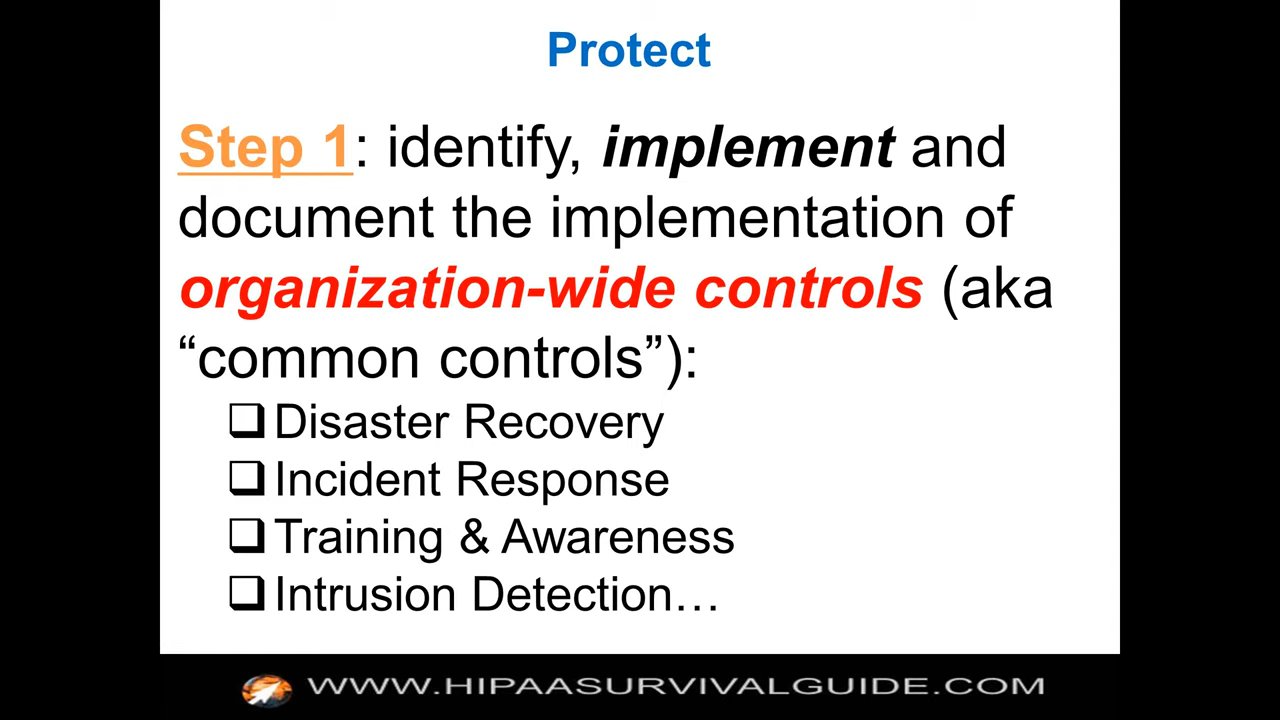 Protect
Step 1: identify, implement and
document the implementation of
organization-wide controls (aka
“common controls”):
Disaster Recovery
Incident Response
Training & Awareness
Intrusion Detection…
WWW.HIPAASURVIVALGUIDE.COM